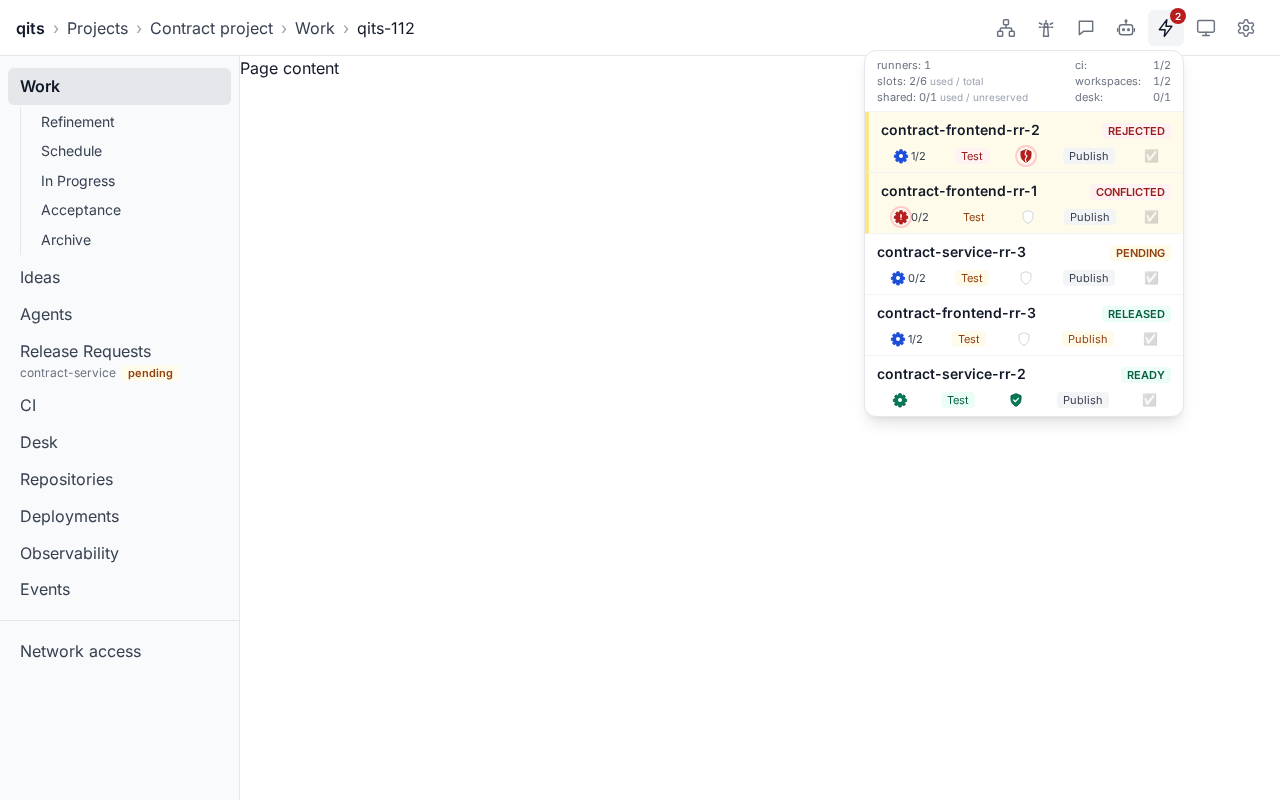 qits › Projects › Contract project › Work › qits-112
2
Work
Refinement
Schedule
In Progress
Acceptance
Archive
Ideas
Agents
Release Requests
contract-service pending
CI
Desk
Repositories
Deployments
Observability
Events
Network access
Page content
runners: 1 ci: 1/2
slots: 2/6 used / total workspaces: 1/2
shared: 0/1 used / unreserved desk: 0/1
contract-frontend-rr-2 REJECTED
1/2 Test Publish
contract-frontend-rr-1 CONFLICTED
0/2 Test Publish
contract-service-rr-3 PENDING
0/2 Test Publish
contract-frontend-rr-3 RELEASED
1/2 Test Publish
contract-service-rr-2 READY
Test Publish